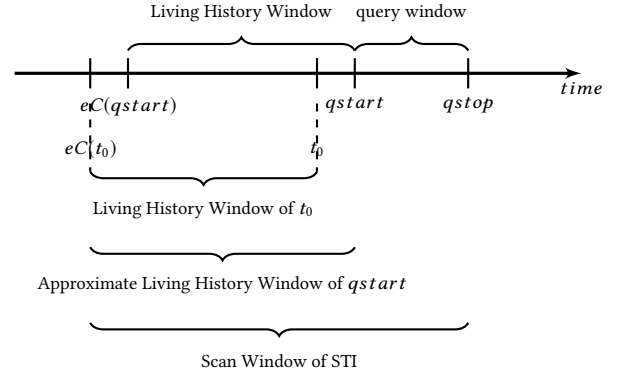 Living History Window query window
time
eC(qstart) qstart qstop
eC(t₀) t₀
Living History Window of t₀
Approximate Living History Window of qstart
Scan Window of STI